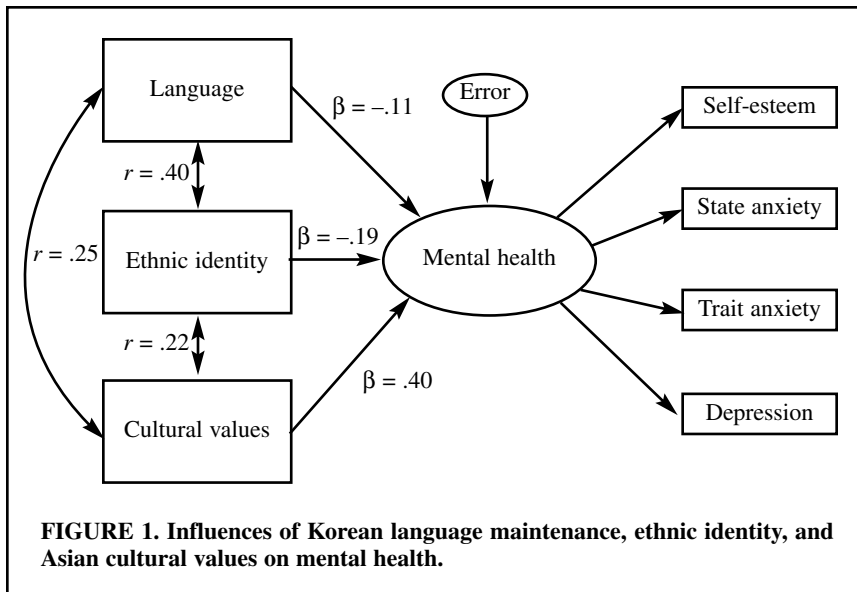 Language
β = –.11
Error
Self-esteem
r = .40
State anxiety
r = .25
Ethnic identity
β = –.19
Mental health
Trait anxiety
r = .22
β = .40
Cultural values
Depression
FIGURE 1. Influences of Korean language maintenance, ethnic identity, and
Asian cultural values on mental health.